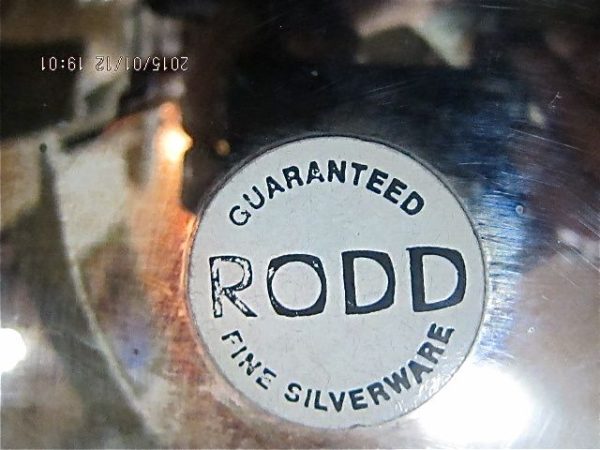 2015/01/12 19:01
GUARANTEED
RODD
FINE SILVERWARE